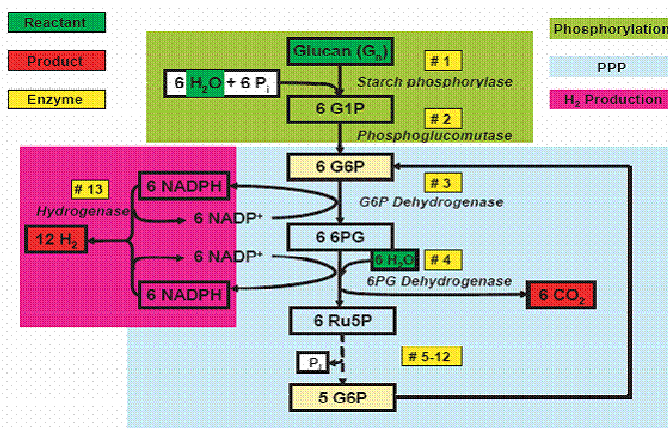 Reactant
Product
Enzyme
Phosphorylation
PPP
H₂ Production
Glucan (Gₙ)
# 1
6 H₂O + 6 Pᵢ
Starch phosphorylase
6 G1P
# 2
Phosphoglucomutase
6 G6P
# 13
6 NADPH
# 3
Hydrogenase
6 NADP⁺
G6P Dehydrogenase
12 H₂
6 6PG
6 NADP⁺
6 H₂O
# 4
6PG Dehydrogenase
6 NADPH
6 CO₂
6 Ru5P
Pᵢ
# 5-12
5 G6P